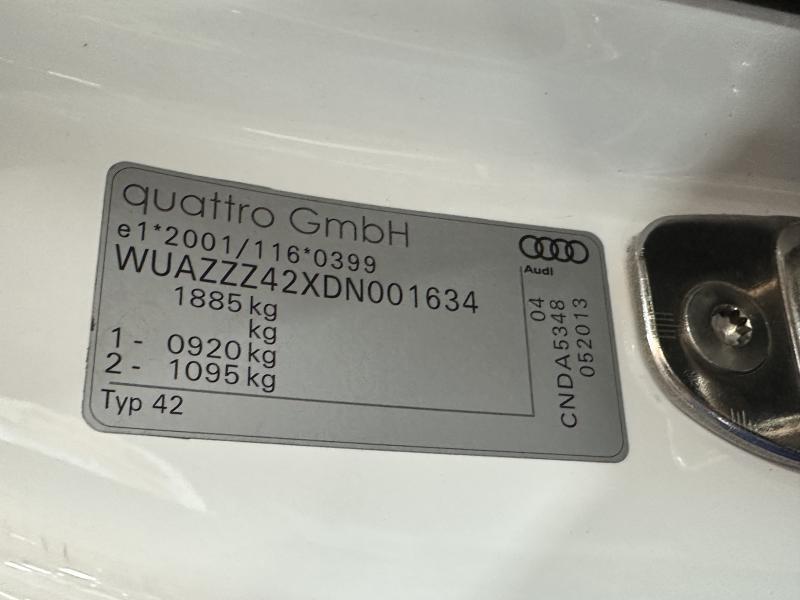 quattro GmbH
e1*2001/116*0399
WUAZZZ42XDN001634
1885 kg
kg
1 - 0920 kg
2 - 1095 kg
Typ 42
Audi
04
CNDA5348
052013